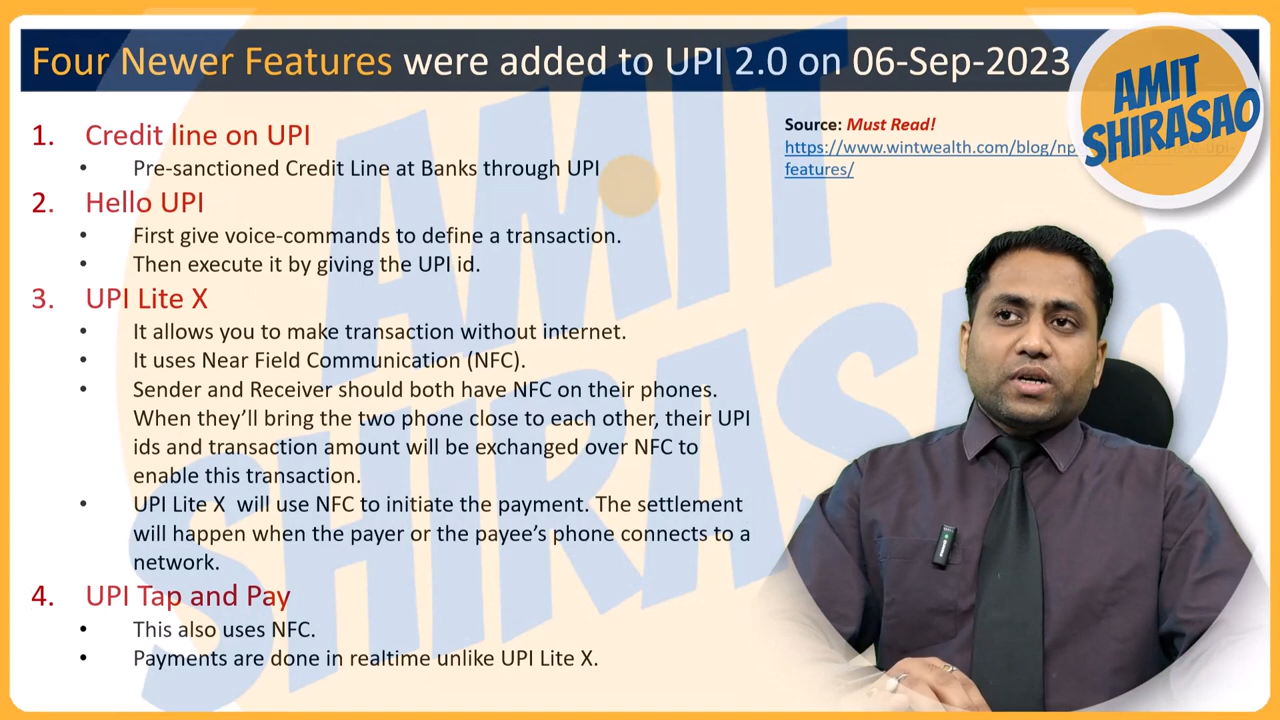 Four Newer Features were added to UPI 2.0 on 06-Sep-2023
AMIT
SHIRASAO
1. Credit line on UPI
• Pre-sanctioned Credit Line at Banks through UPI
2. Hello UPI
• First give voice-commands to define a transaction.
• Then execute it by giving the UPI id.
3. UPI Lite X
• It allows you to make transaction without internet.
• It uses Near Field Communication (NFC).
• Sender and Receiver should both have NFC on their phones.
When they’ll bring the two phone close to each other, their UPI
ids and transaction amount will be exchanged over NFC to
enable this transaction.
• UPI Lite X will use NFC to initiate the payment. The settlement
will happen when the payer or the payee’s phone connects to a
network.
4. UPI Tap and Pay
• This also uses NFC.
• Payments are done in realtime unlike UPI Lite X.
Source: Must Read!
https://www.wintwealth.com/blog/np
features/
AMIT
SHIRASAO